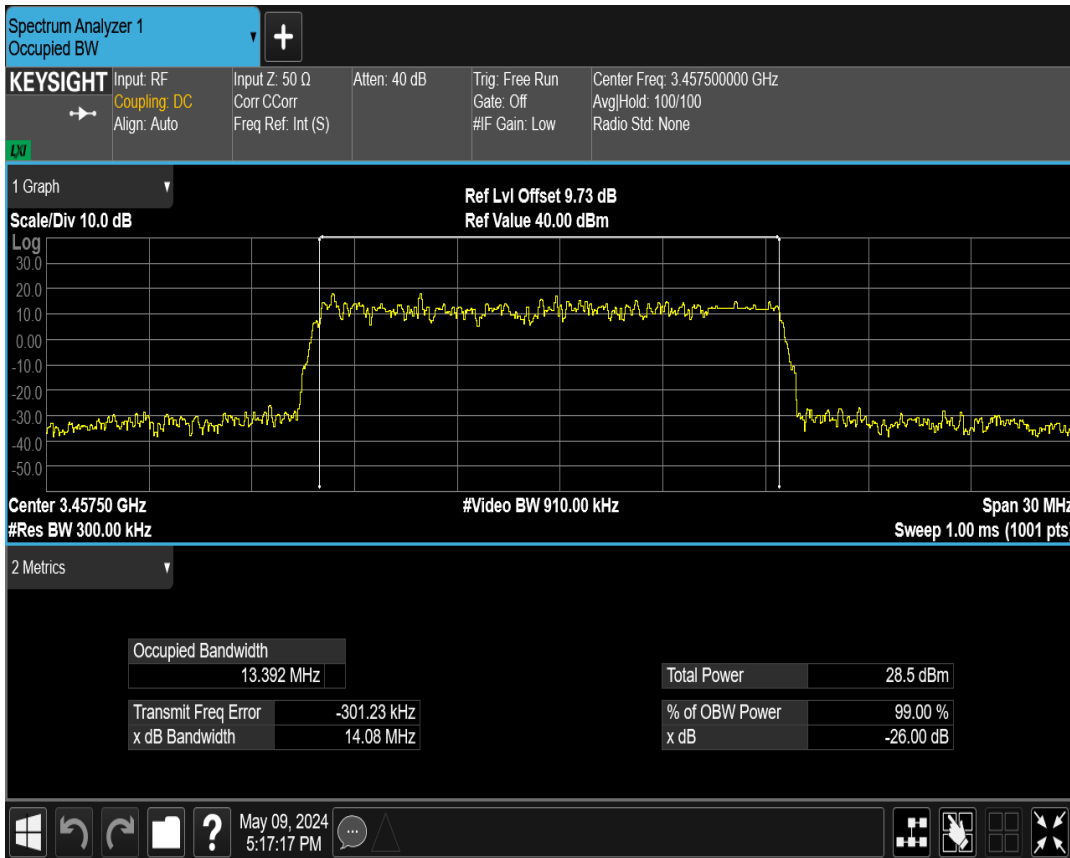 Spectrum Analyzer 1
Occupied BW
+
KEYSIGHT
LXI
Input: RF
Coupling: DC
Align: Auto
Input Z: 50 Ω
Corr CCorr
Freq Ref: Int (S)
Atten: 40 dB
Trig: Free Run
Gate: Off
#IF Gain: Low
Center Freq: 3.457500000 GHz
Avg|Hold: 100/100
Radio Std: None
1 Graph
Scale/Div 10.0 dB
Ref Lvl Offset 9.73 dB
Ref Value 40.00 dBm
Log
30.0
20.0
10.0
0.00
-10.0
-20.0
-30.0
-40.0
-50.0
Center 3.45750 GHz
#Video BW 910.00 kHz
Span 30 MHz
#Res BW 300.00 kHz
Sweep 1.00 ms (1001 pts)
2 Metrics
Occupied Bandwidth
13.392 MHz
Transmit Freq Error -301.23 kHz
x dB Bandwidth 14.08 MHz
Total Power 28.5 dBm
% of OBW Power 99.00 %
x dB -26.00 dB
?
May 09, 2024
5:17:17 PM